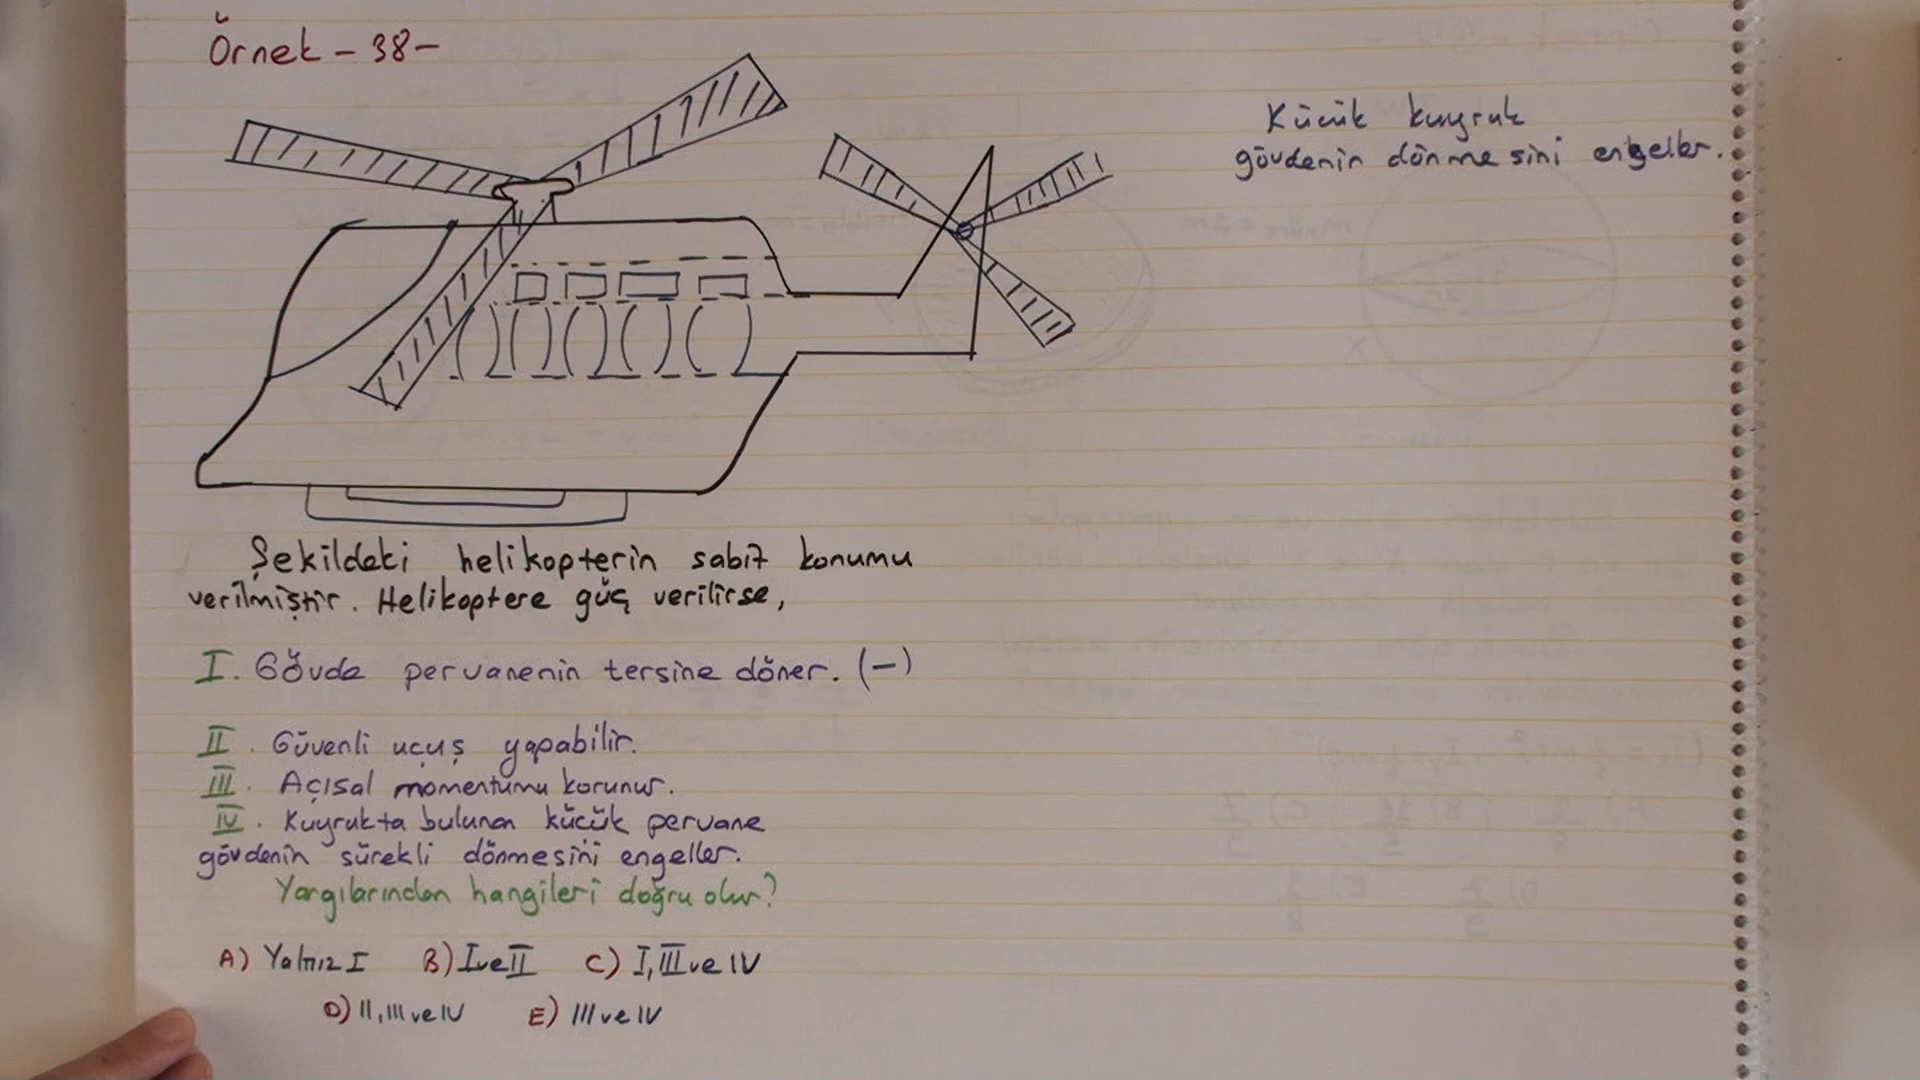 Örnek - 38 -
Küçük kuyruk
gövdenin dönmesini engeller.
Şekildeki helikopterin sabit konumu
verilmiştir. Helikoptere güç verilirse,
I. Gövde pervanenin tersine döner. (-)
II. Güvenli uçuş yapabilir.
III. Açısal momentumu korunur.
IV. Kuyrukta bulunan küçük pervane
gövdenin sürekli dönmesini engeller.
Yargılarından hangileri doğru olur?
A) Yalnız I B) I ve II C) I, III ve IV
D) II, III ve IV E) III ve IV